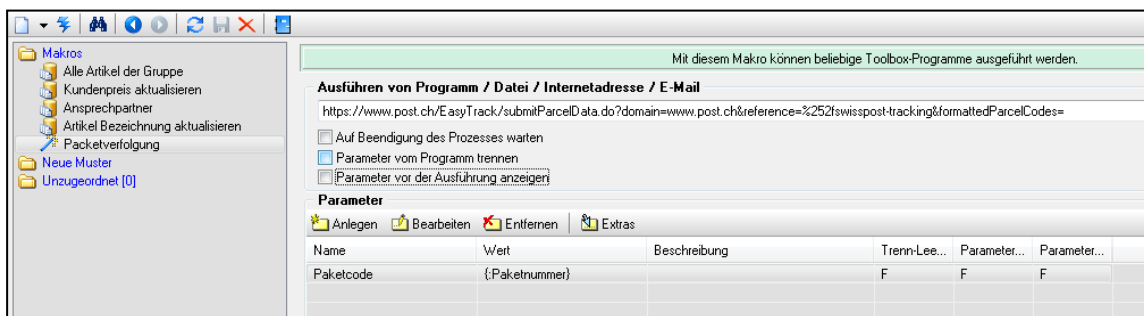 Makros
Alle Artikel der Gruppe
Kundenpreis aktualisieren
Ansprechpartner
Artikel Bezeichnung aktualisieren
Packetverfolgung
Neue Muster
Unzugeordnet [0]
Mit diesem Makro können beliebige Toolbox-Programme ausgeführt werden.
Ausführen von Programm / Datei / Internetadresse / E-Mail
https://www.post.ch/EasyTrack/submitParcelData.do?domain=www.post.ch&reference=%252fswisspost-tracking&formattedParcelCodes=
Auf Beendigung des Prozesses warten
Parameter vom Programm trennen
Parameter vor der Ausführung anzeigen
Parameter
Anlegen Bearbeiten Entfernen Extras
Name Wert Beschreibung Trenn-Lee... Parameter... Parameter...
Paketcode {:Paketnummer} F F F